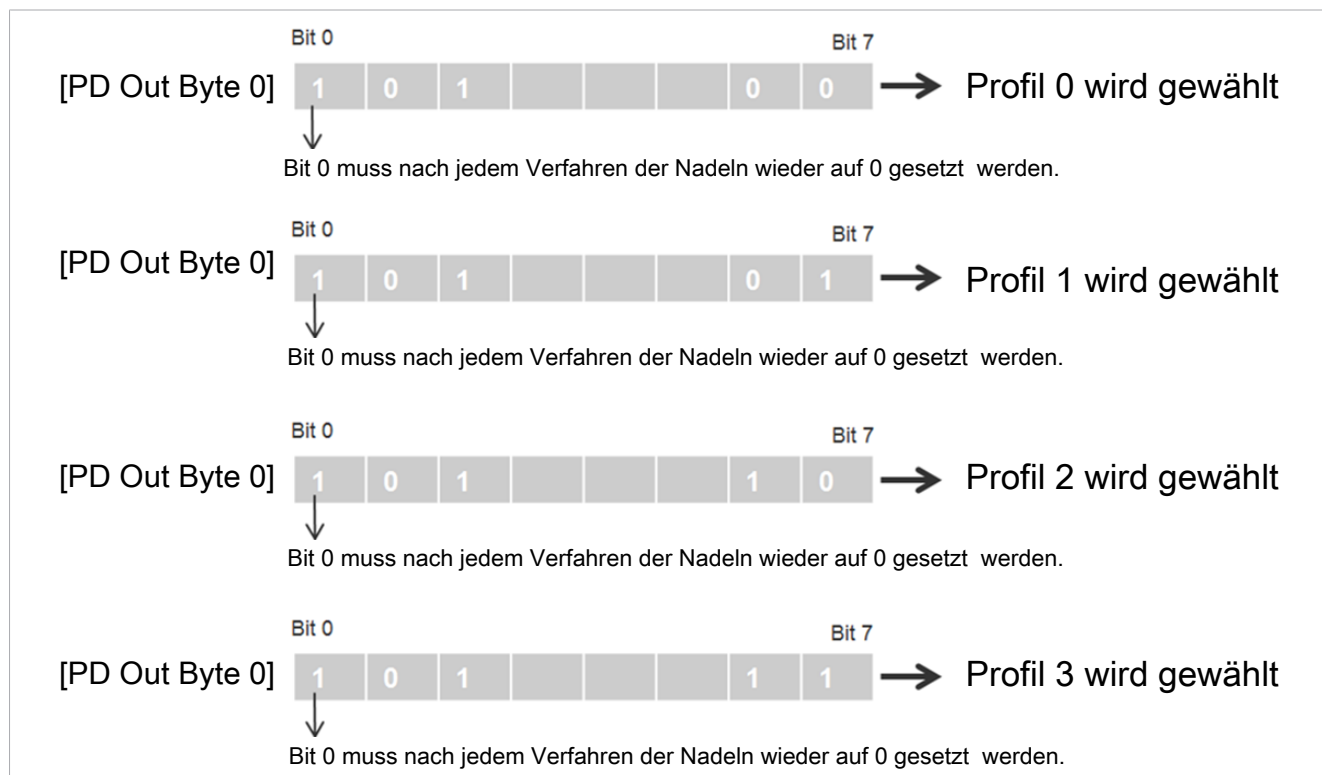 Bit 0 Bit 7
[PD Out Byte 0] 1 0 1 0 0 Profil 0 wird gewählt
Bit 0 muss nach jedem Verfahren der Nadeln wieder auf 0 gesetzt werden.
Bit 0 Bit 7
[PD Out Byte 0] 1 0 1 0 1 Profil 1 wird gewählt
Bit 0 muss nach jedem Verfahren der Nadeln wieder auf 0 gesetzt werden.
Bit 0 Bit 7
[PD Out Byte 0] 1 0 1 1 0 Profil 2 wird gewählt
Bit 0 muss nach jedem Verfahren der Nadeln wieder auf 0 gesetzt werden.
Bit 0 Bit 7
[PD Out Byte 0] 1 0 1 1 1 Profil 3 wird gewählt
Bit 0 muss nach jedem Verfahren der Nadeln wieder auf 0 gesetzt werden.